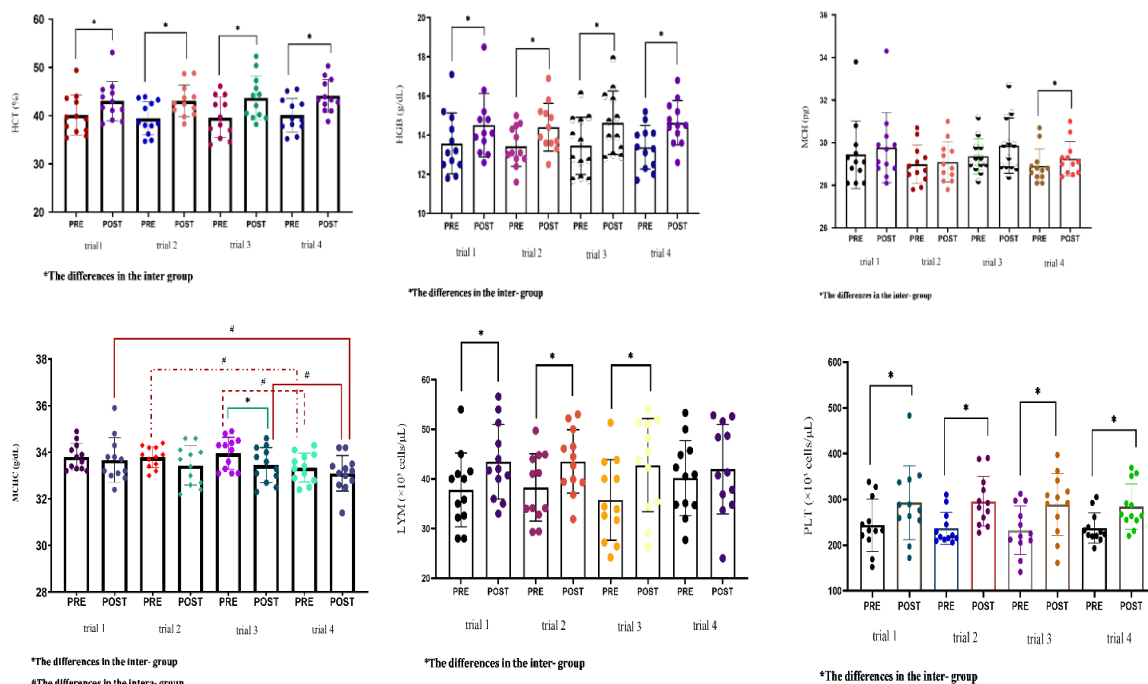 HCT (%)
60
50
40
30
20
* * * *
PRE POST PRE POST PRE POST PRE POST
trial1 trial 2 trial 3 trial 4
*The differences in the inter group
HGB (g/dL)
20
18
16
14
12
10
* * * *
PRE POST PRE POST PRE POST PRE POST
trial 1 trial 2 trial 3 trial 4
*The differences in the inter- group
MCH (pg)
36
34
32
30
28
26
*
PRE POST PRE POST PRE POST PRE POST
trial 1 trial 2 trial 3 trial 4
*The differences in the inter- group
MCHC (g/dL)
38
36
34
32
30
28
#
#
# * #
PRE POST PRE POST PRE POST PRE POST
trial 1 trial 2 trial 3 trial 4
*The differences in the inter- group
#The differences in the intera- group
LYM (×10³ cells/µL)
60
50
40
30
20
* * *
PRE POST PRE POST PRE POST PRE POST
trial 1 trial 2 trial 3 trial 4
*The differences in the inter- group
PLT (×10³ cells/µL)
700
600
500
400
300
200
100
* * * *
PRE POST PRE POST PRE POST PRE POST
trial 1 trial 2 trial 3 trial 4
*The differences in the inter- group